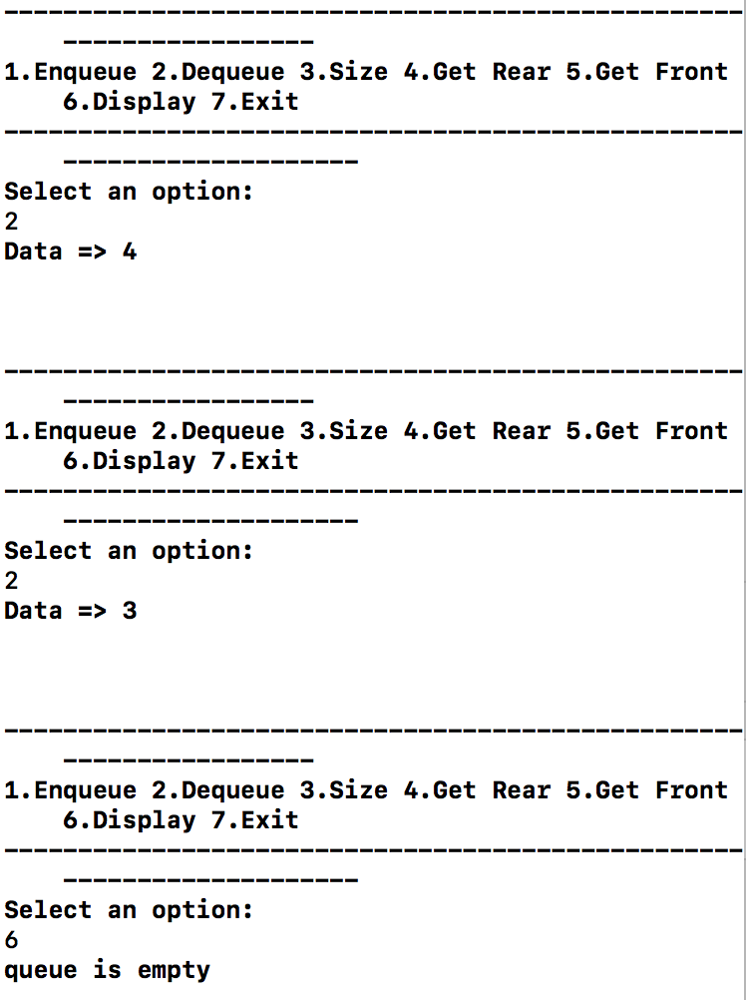 --------------------------------------------------
    -----------------
1.Enqueue 2.Dequeue 3.Size 4.Get Rear 5.Get Front
    6.Display 7.Exit
--------------------------------------------------
    --------------------
Select an option:
2
Data => 4
--------------------------------------------------
    -----------------
1.Enqueue 2.Dequeue 3.Size 4.Get Rear 5.Get Front
    6.Display 7.Exit
--------------------------------------------------
    --------------------
Select an option:
2
Data => 3
--------------------------------------------------
    -----------------
1.Enqueue 2.Dequeue 3.Size 4.Get Rear 5.Get Front
    6.Display 7.Exit
--------------------------------------------------
    --------------------
Select an option:
6
queue is empty